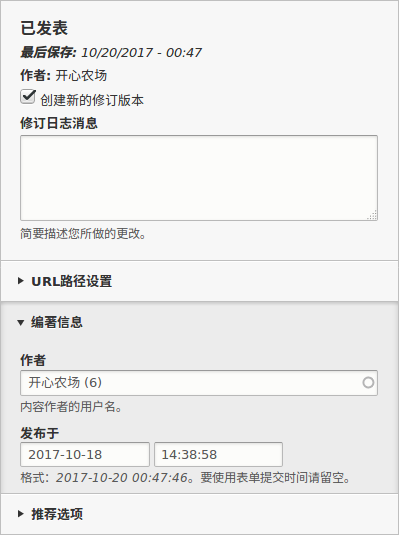 已发表
最后保存: 10/20/2017 - 00:47
作者: 开心农场
创建新的修订版本
修订日志消息
简要描述您所做的更改。
URL路径设置
编著信息
作者
开心农场 (6)
内容作者的用户名。
发布于
2017-10-18 14:38:58
格式：2017-10-20 00:47:46。要使用表单提交时间请留空。
推荐选项